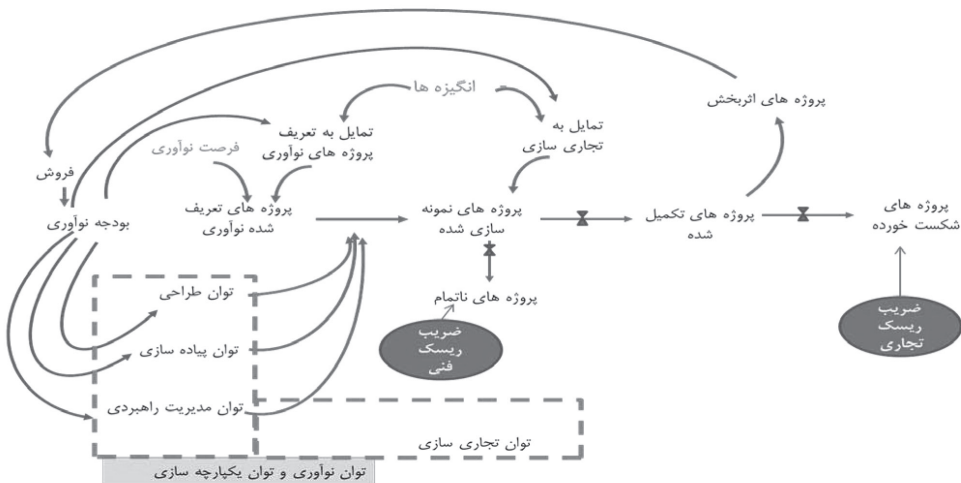 انگیزه ها
پروژه های اثربخش
تمایل به
تجاری سازی
تمایل به تعریف
پروژه های نوآوری
فرصت نوآوری
فروش
بودجه نوآوری
پروژه های تعریف
شده نوآوری
پروژه های نمونه
سازی شده
پروژه های تکمیل
شده
پروژه های
شکست خورده
پروژه های ناتمام
ضریب
ریسک
فنی
ضریب
ریسک
تجاری
توان طراحی
توان پیاده سازی
توان مدیریت راهبردی
توان تجاری سازی
توان نوآوری و توان یکپارچه سازی